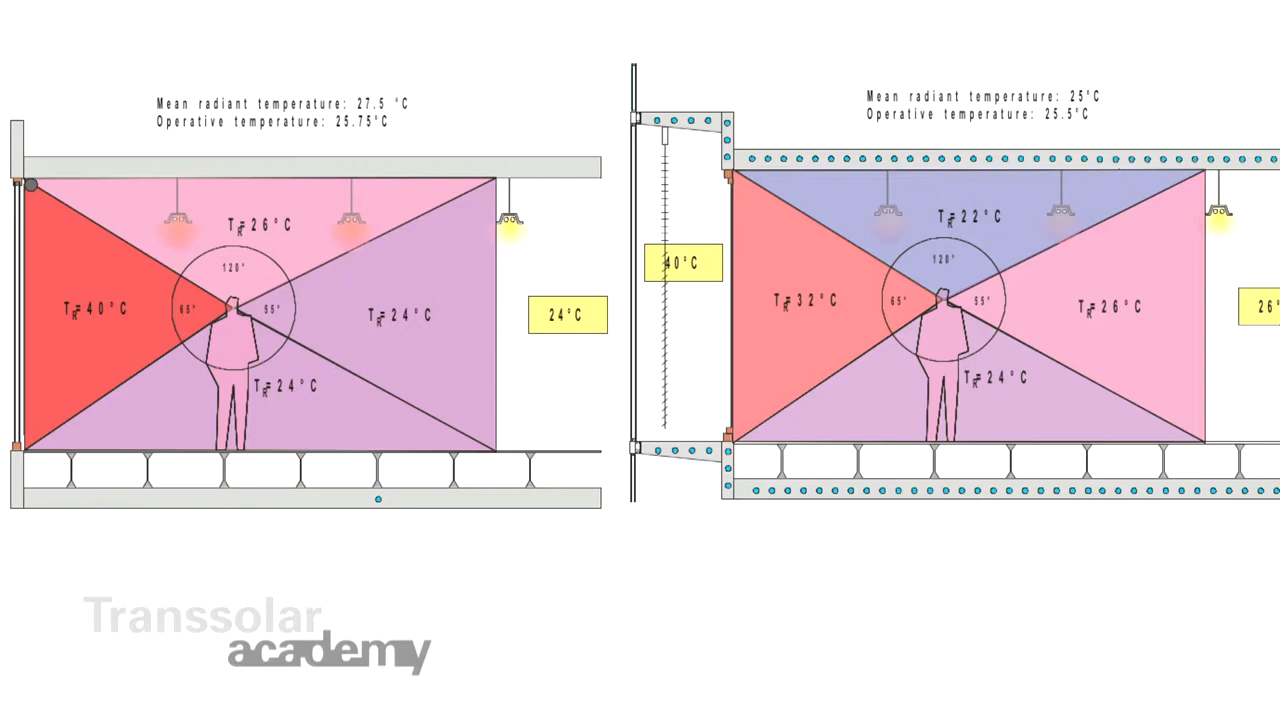 Mean radiant temperature: 27.5 °C
Operative temperature: 25.75°C
TR=26°C
120°
TR=40°C
65°
55°
TR=24°C
24°C
TR=24°C
Mean radiant temperature: 25°C
Operative temperature: 25.5°C
TR=22°C
120°
40°C
TR=32°C
65°
55°
TR=26°C
26°
TR=24°C
Transsolar
academy